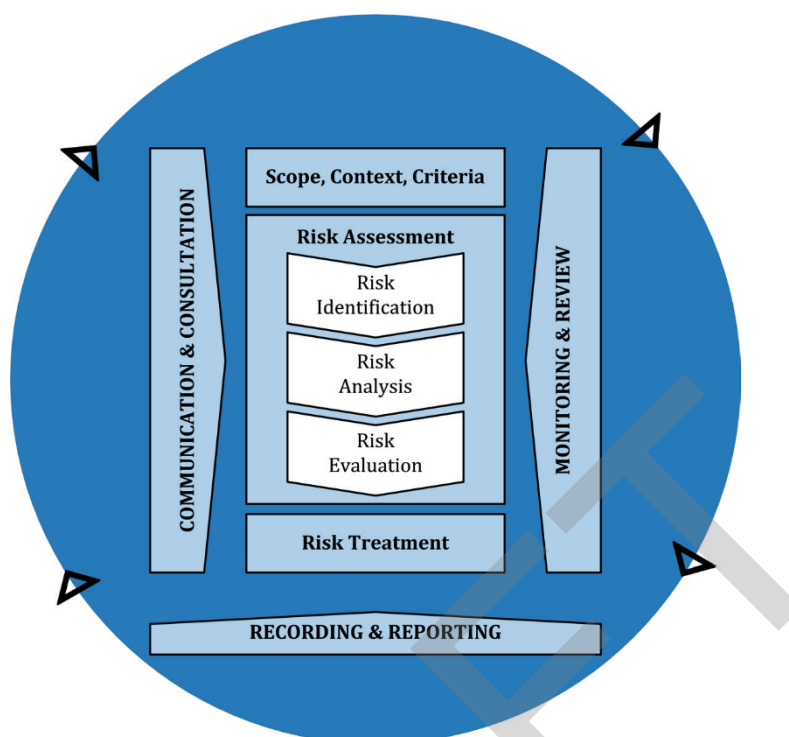 Scope, Context, Criteria
COMMUNICATION & CONSULTATION
Risk Assessment
Risk
Identification
Risk
Analysis
Risk
Evaluation
MONITORING & REVIEW
Risk Treatment
RECORDING & REPORTING